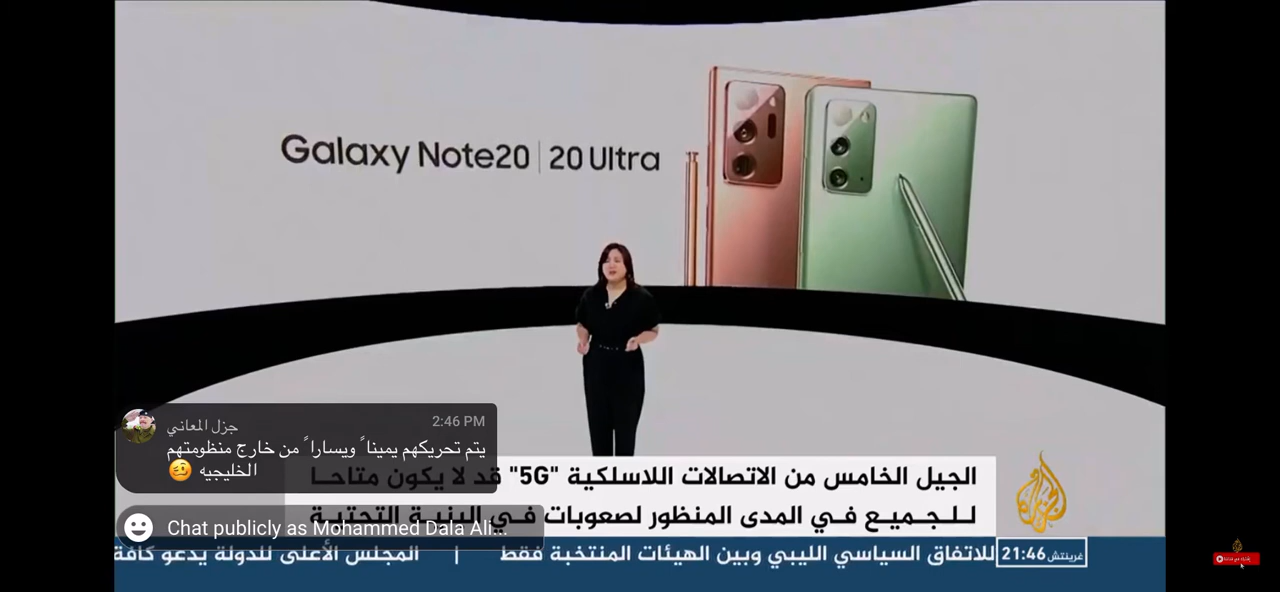 Galaxy Note20 | 20 Ultra
جزل المعاني
2:46 PM
يتم تحريكهم يميناً ويساراً من خارج منظومتهم
الخليجيه 🥴
الجيل الخامس من الاتصالات اللاسلكية "5G" قد لا يكون متاحا
للجميع في المدى المنظور لصعوبات في البنية التحتية
Chat publicly as Mohammed Dala Ali...
غرينتش 21:46
للاتفاق السياسي الليبي وبين الهيئات المنتخبة فقط | المجلس الأعلى للدولة يدعو كافة
الجزيرة